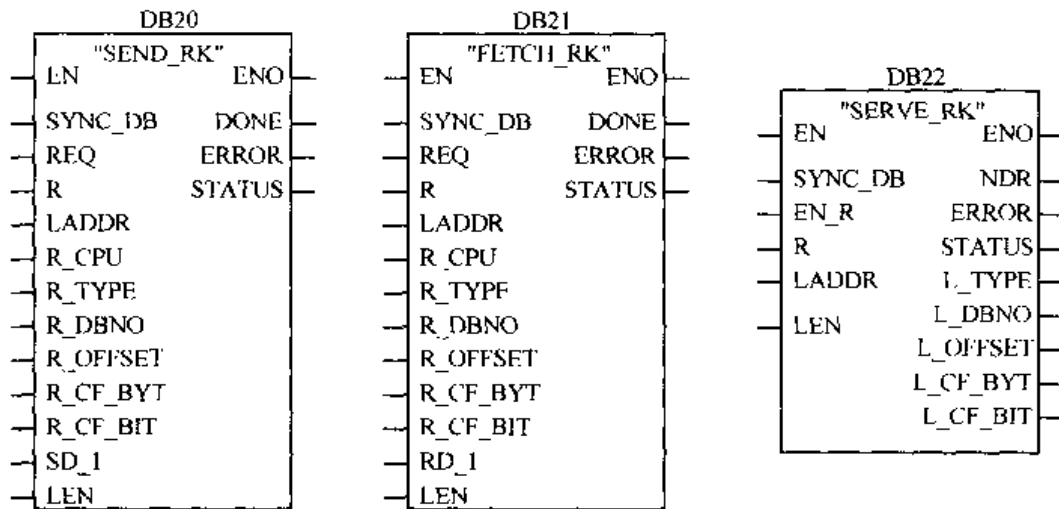 DB20
"SEND_RK"
EN ENO
SYNC_DB DONE
REQ ERROR
R STATUS
LADDR
R_CPU
R_TYPE
R_DBNO
R_OFFSET
R_CF_BYT
R_CF_BIT
SD_1
LEN
DB21
"FETCH_RK"
EN ENO
SYNC_DB DONE
REQ ERROR
R STATUS
LADDR
R_CPU
R_TYPE
R_DBNO
R_OFFSET
R_CF_BYT
R_CF_BIT
RD_1
LEN
DB22
"SERVE_RK"
EN ENO
SYNC_DB NDR
EN_R ERROR
R STATUS
LADDR L_TYPE
LEN L_DBNO
L_OFFSET
L_CF_BYT
L_CF_BIT